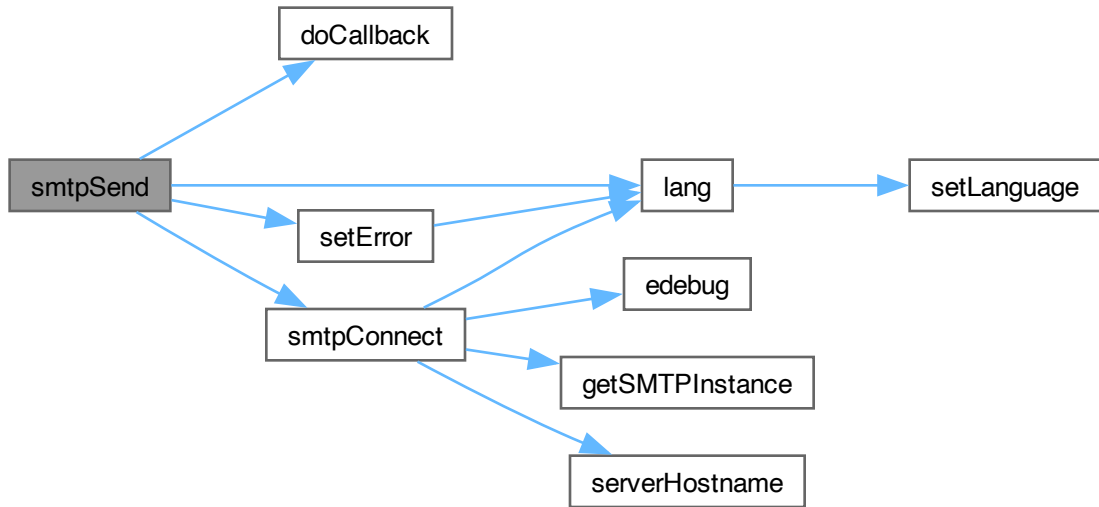 doCallback
smtpSend
lang
setLanguage
setError
edebug
smtpConnect
getSMTPInstance
serverHostname